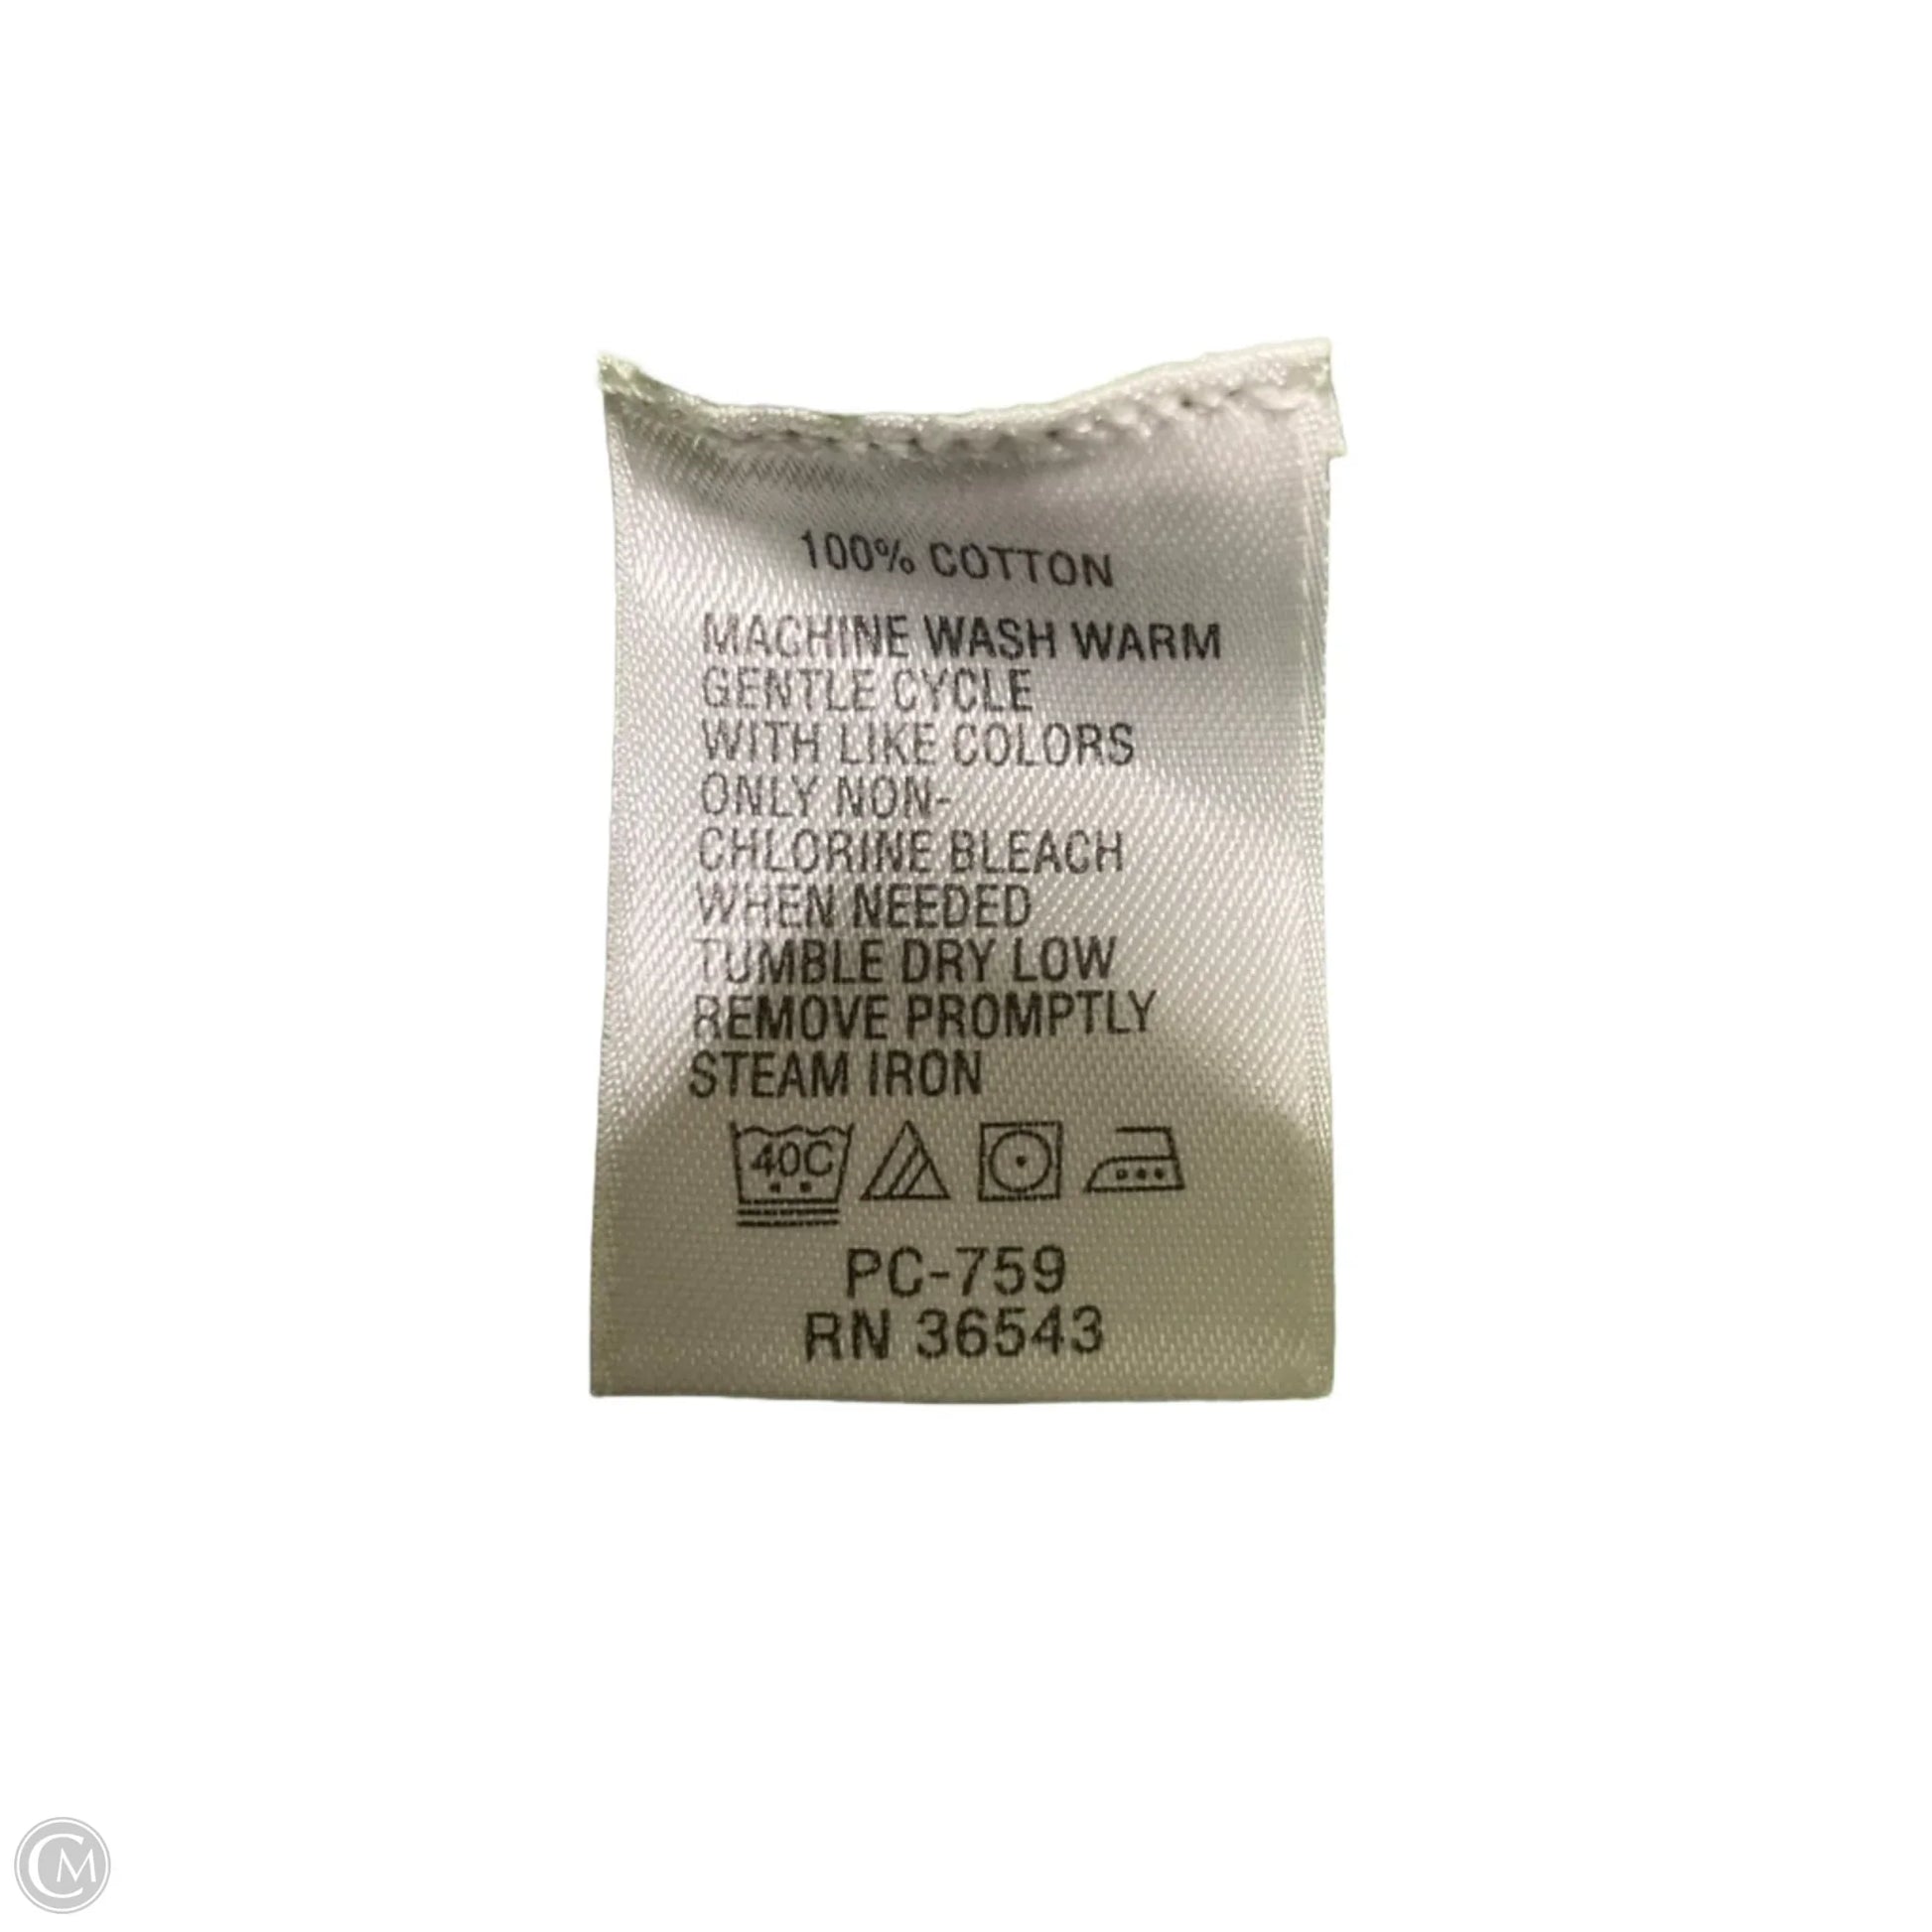 100% COTTON
MACHINE WASH WARM
GENTLE CYCLE
WITH LIKE COLORS
ONLY NON-
CHLORINE BLEACH
WHEN NEEDED
TUMBLE DRY LOW
REMOVE PROMPTLY
STEAM IRON
40C
PC-759
RN 36543
CM